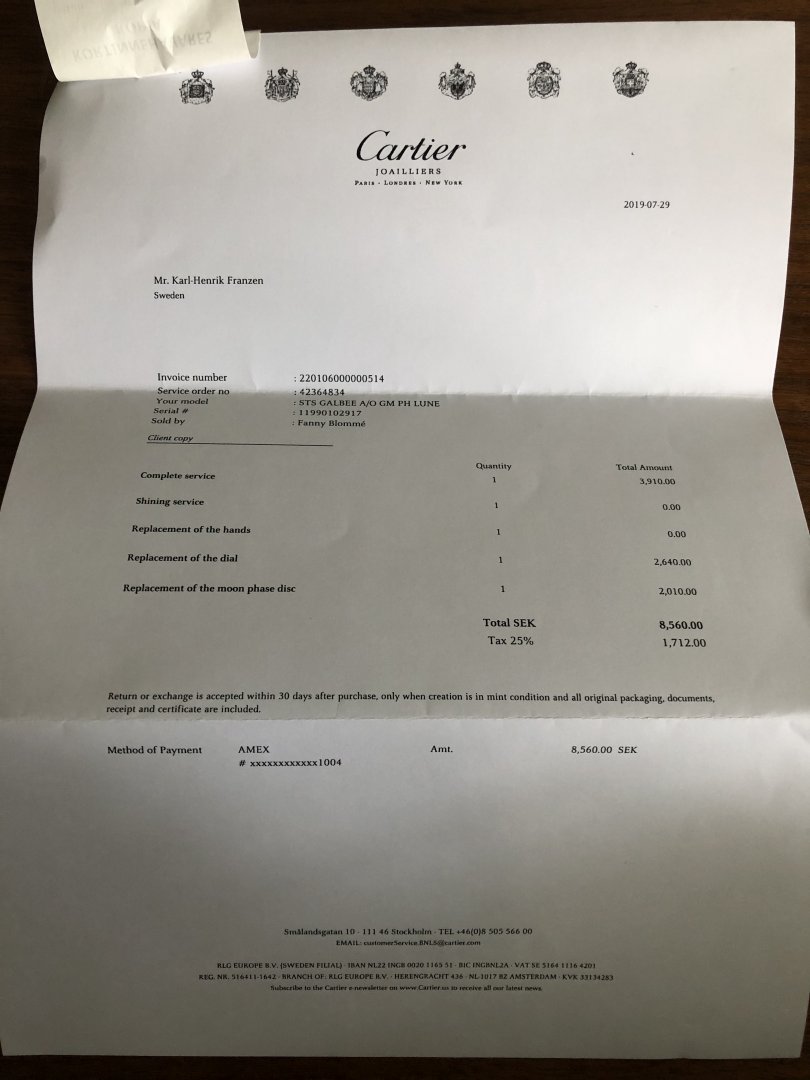 KORTINNEHAVARES
KOPIA
Cartier
JOAILLIERS
PARIS - LONDRES - NEW YORK
2019-07-29
Mr. Karl-Henrik Franzen
Sweden
Invoice number : 220106000000514
Service order no : 42364834
Your model : STS GALBEE A/O GM PH LUNE
Serial # : 11990102917
Sold by : Fanny Blommé
Client copy
Quantity Total Amount
Complete service 1 3,910.00
Shining service 1 0.00
Replacement of the hands 1 0.00
Replacement of the dial 1 2,640.00
Replacement of the moon phase disc 1 2,010.00
Total SEK 8,560.00
Tax 25% 1,712.00
Return or exchange is accepted within 30 days after purchase, only when creation is in mint condition and all original packaging, documents,
receipt and certificate are included.
Method of Payment AMEX Amt. 8,560.00 SEK
# xxxxxxxxxxxx1004
Smålandsgatan 10 - 111 46 Stockholm - TEL +46(0)8 505 566 00
EMAIL: customerService.BNLS@cartier.com
RLG EUROPE B.V. (SWEDEN FILIAL) - IBAN NL22 INGB 0020 1165 51 - BIC INGBNL2A - VAT SE 5164 1116 4201
REG. NR. 516411-1642 - BRANCH OF: RLG EUROPE B.V. - HERENGRACHT 436 - NL-1017 BZ AMSTERDAM - KVK 33134283
Subscribe to the Cartier e-newsletter on www.Cartier.us to receive all our latest news.